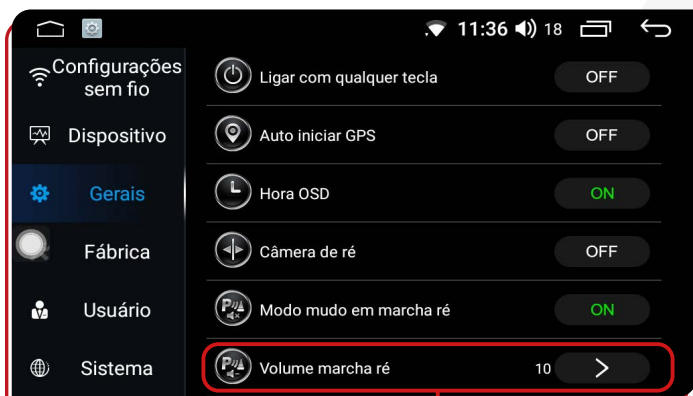 11:36 18
Configurações
sem fio
Ligar com qualquer tecla OFF
Dispositivo
Auto iniciar GPS OFF
Gerais
Hora OSD ON
Fábrica
Câmera de ré OFF
Usuário
Modo mudo em marcha ré ON
Sistema
Volume marcha ré 10